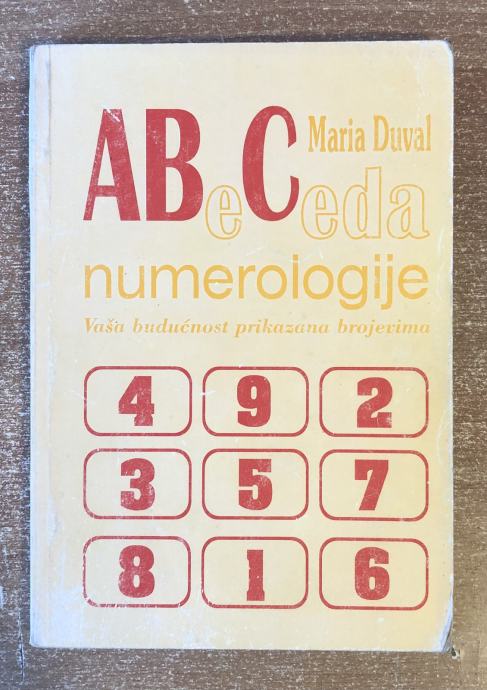 Maria Duval
ABeCeda
numerologije
Vaša budućnost prikazana brojevima
4 9 2
3 5 7
8 1 6